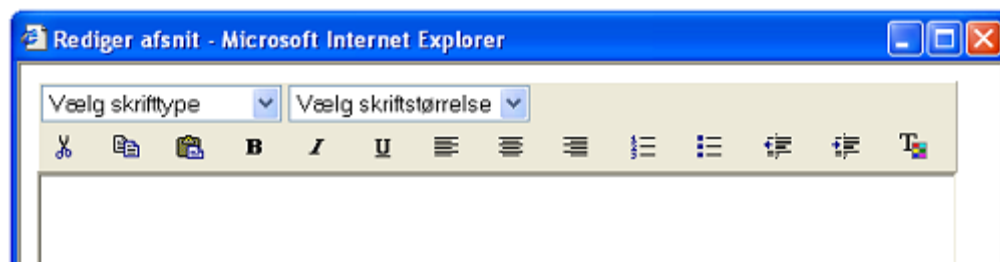 Rediger afsnit - Microsoft Internet Explorer
Vælg skrifttype Vælg skriftstørrelse
B I U T